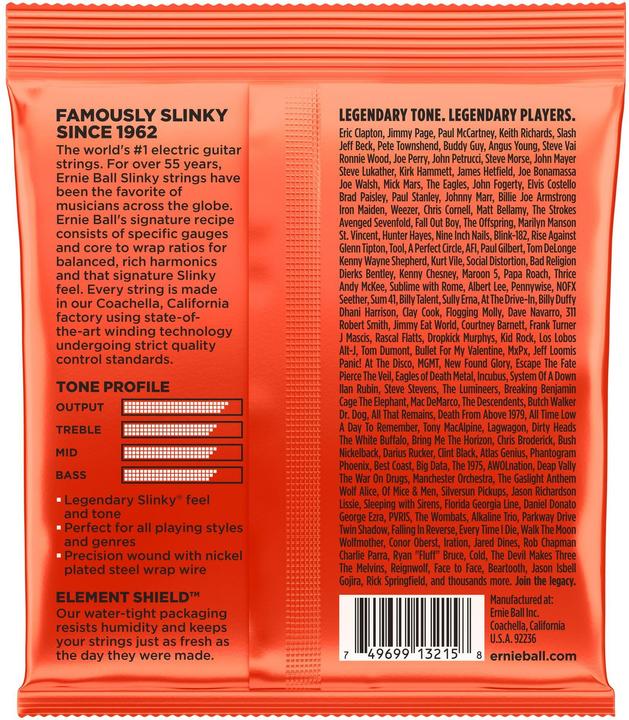 FAMOUSLY SLINKY
SINCE 1962
The world's #1 electric guitar
strings. For over 55 years,
Ernie Ball Slinky strings have
been the favorite of
musicians across the globe.
Ernie Ball's signature recipe
consists of specific gauges
and core to wrap ratios for
balanced, rich harmonics
and that signature Slinky
feel. Every string is made
in our Coachella, California
factory using state-of-
the-art winding technology
undergoing strict quality
control standards.
TONE PROFILE
OUTPUT
TREBLE
MID
BASS
▪ Legendary Slinky® feel
and tone
▪ Perfect for all playing styles
and genres
▪ Precision wound with nickel
plated steel wrap wire
ELEMENT SHIELD™
Our water-tight packaging
resists humidity and keeps
your strings just as fresh as
the day they were made.
LEGENDARY TONE. LEGENDARY PLAYERS.
Eric Clapton, Jimmy Page, Paul McCartney, Keith Richards, Slash
Jeff Beck, Pete Townshend, Buddy Guy, Angus Young, Steve Vai
Ronnie Wood, Joe Perry, John Petrucci, Steve Morse, John Mayer
Steve Lukather, Kirk Hammett, James Hetfield, Joe Bonamassa
Joe Walsh, Mick Mars, The Eagles, John Fogerty, Elvis Costello
Brad Paisley, Paul Stanley, Johnny Marr, Billie Joe Armstrong
Iron Maiden, Weezer, Chris Cornell, Matt Bellamy, The Strokes
Avenged Sevenfold, Fall Out Boy, The Offspring, Marilyn Manson
St. Vincent, Hunter Hayes, Nine Inch Nails, Blink-182, Rise Against
Glenn Tipton, Tool, A Perfect Circle, AFI, Paul Gilbert, Tom DeLonge
Kenny Wayne Shepherd, Kurt Vile, Social Distortion, Bad Religion
Dierks Bentley, Kenny Chesney, Maroon 5, Papa Roach, Thrice
Andy McKee, Sublime with Rome, Albert Lee, Pennywise, NOFX
Seether, Sum 41, Billy Talent, Sully Erna, At The Drive-In, Billy Duffy
Dhani Harrison, Clay Cook, Flogging Molly, Dave Navarro, 311
Robert Smith, Jimmy Eat World, Courtney Barnett, Frank Turner
J Mascis, Rascal Flatts, Dropkick Murphys, Kid Rock, Los Lobos
Alt-J, Tom Dumont, Bullet For My Valentine, MxPx, Jeff Loomis
Panic! At The Disco, MGMT, New Found Glory, Escape The Fate
Pierce The Veil, Eagles of Death Metal, Incubus, System Of A Down
Ilan Rubin, Steve Stevens, The Lumineers, Breaking Benjamin
Cage The Elephant, Mac DeMarco, The Descendents, Butch Walker
Dr. Dog, All That Remains, Death From Above 1979, All Time Low
A Day To Remember, Tony MacAlpine, Lagwagon, Dirty Heads
The White Buffalo, Bring Me The Horizon, Chris Broderick, Bush
Nickelback, Darius Rucker, Clint Black, Atlas Genius, Phantogram
Phoenix, Best Coast, Big Data, The 1975, AWOLnation, Deap Vally
The War On Drugs, Manchester Orchestra, The Gaslight Anthem
Wolf Alice, Of Mice & Men, Silversun Pickups, Jason Richardson
Lissie, Sleeping with Sirens, Florida Georgia Line, Daniel Donato
George Ezra, PVRIS, The Wombats, Alkaline Trio, Parkway Drive
Twin Shadow, Falling In Reverse, Every Time I Die, Walk The Moon
Wolfmother, Conor Oberst, Iration, Jared Dines, Rob Chapman
Charlie Parra, Ryan "Fluff" Bruce, Cold, The Devil Makes Three
The Melvins, Reignwolf, Face to Face, Beartooth, Jason Isbell
Gojira, Rick Springfield, and thousands more. Join the legacy.
7 49699 13215 8
Manufactured at:
Ernie Ball Inc.
Coachella, California
U.S.A. 92236
ernieball.com